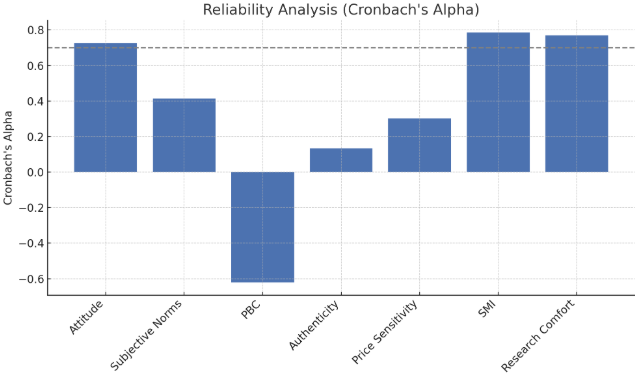 Reliability Analysis (Cronbach's Alpha)
Cronbach's Alpha
0.8
0.6
0.4
0.2
0.0
−0.2
−0.4
−0.6
Attitude
Subjective Norms
PBC
Authenticity
Price Sensitivity
SMI
Research Comfort